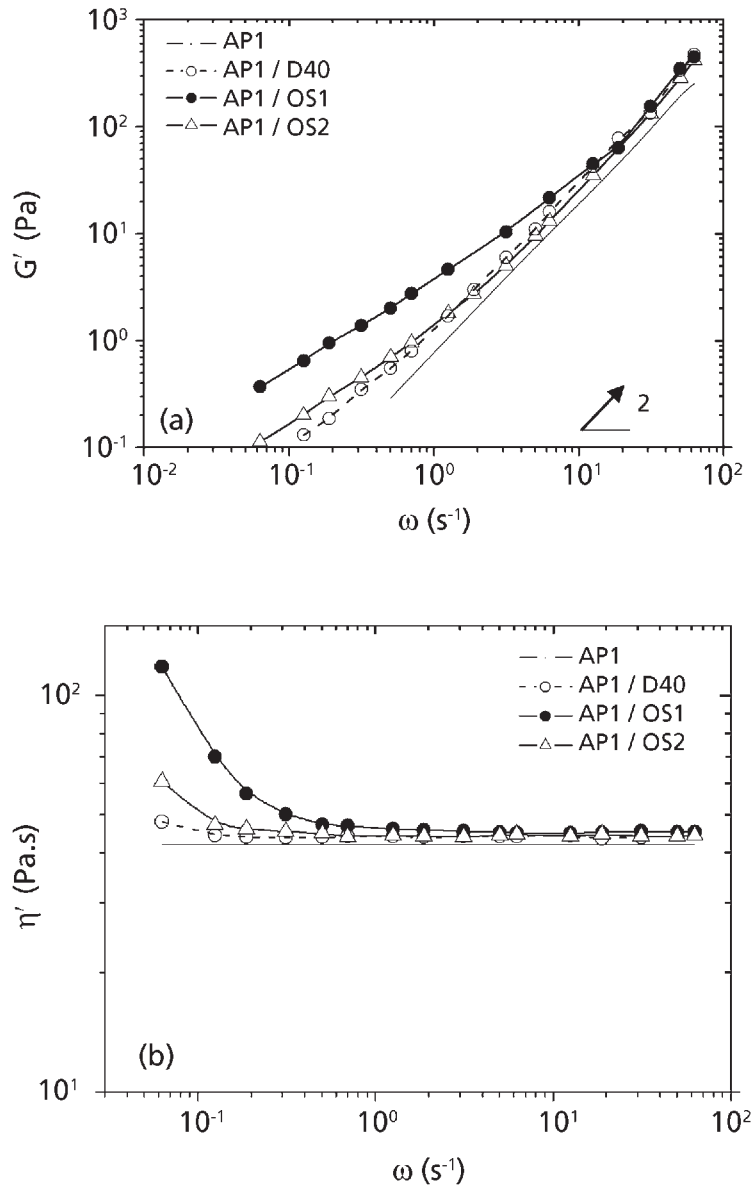 10³
AP1
AP1 / D40
AP1 / OS1
AP1 / OS2
10²
G′ (Pa)
10¹
10⁰
(a)
2
10⁻¹
10⁻² 10⁻¹ 10⁰ 10¹ 10²
ω (s⁻¹)
AP1
AP1 / D40
AP1 / OS1
AP1 / OS2
10²
η′ (Pa.s)
(b)
10¹
10⁻¹ 10⁰ 10¹ 10²
ω (s⁻¹)